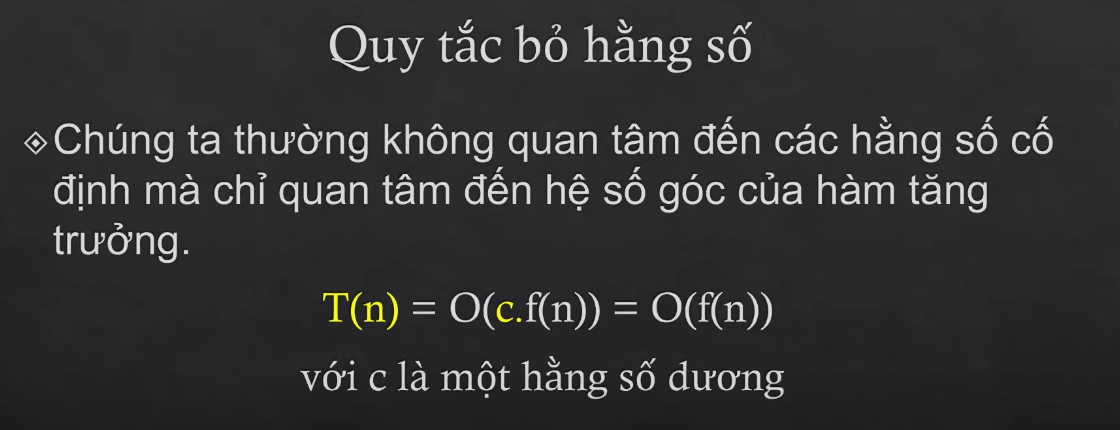 Quy tắc bỏ hằng số
Chúng ta thường không quan tâm đến các hằng số cố
định mà chỉ quan tâm đến hệ số góc của hàm tăng
trưởng.
T(n) = O(c.f(n)) = O(f(n))
với c là một hằng số dương